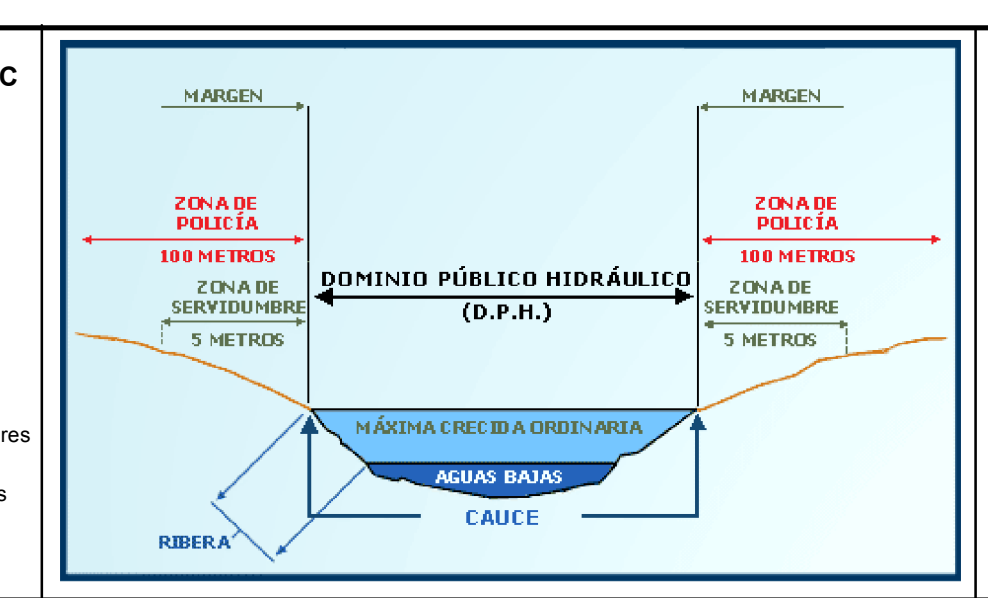 C
MARGEN
MARGEN
ZONA DE
POLICÍA
100 METROS
ZONA DE
POLICÍA
100 METROS
ZONA DE
SERVIDUMBRE
5 METROS
DOMINIO PÚBLICO HIDRÁULICO
(D.P.H.)
ZONA DE
SERVIDUMBRE
5 METROS
MÁXIMA CRECIDA ORDINARIA
res
AGUAS BAJAS
s
CAUCE
RIBERA